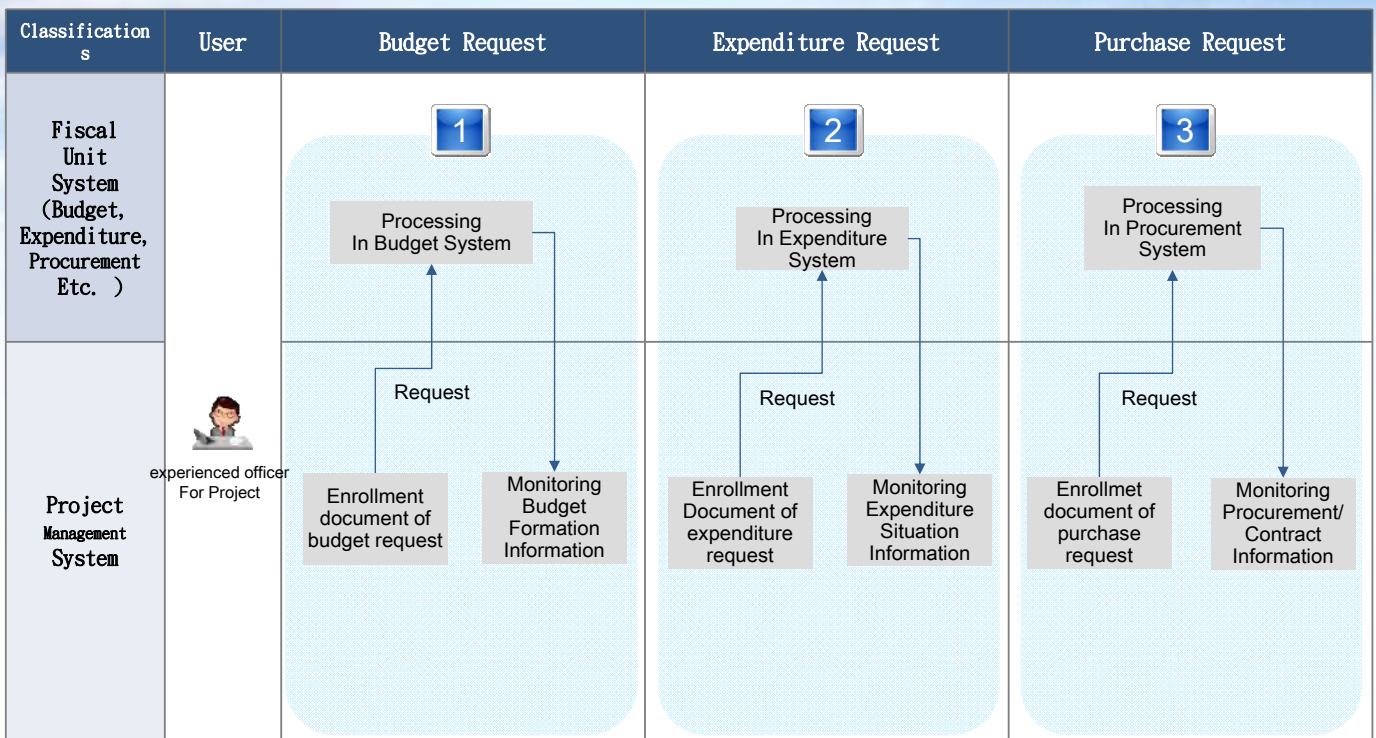 Classification
s
User
Budget Request
Expenditure Request
Purchase Request
Fiscal
Unit
System
(Budget,
Expenditure,
Procurement
Etc. )
1
Processing
In Budget System
Request
Enrollment
document of
budget request
Monitoring
Budget
Formation
Information
2
Processing
In Expenditure
System
Request
Enrollment
Document of
expenditure
request
Monitoring
Expenditure
Situation
Information
3
Processing
In Procurement
System
Request
Enrollmet
document of
purchase
request
Monitoring
Procurement/
Contract
Information
experienced officer
For Project
Project
Management
System